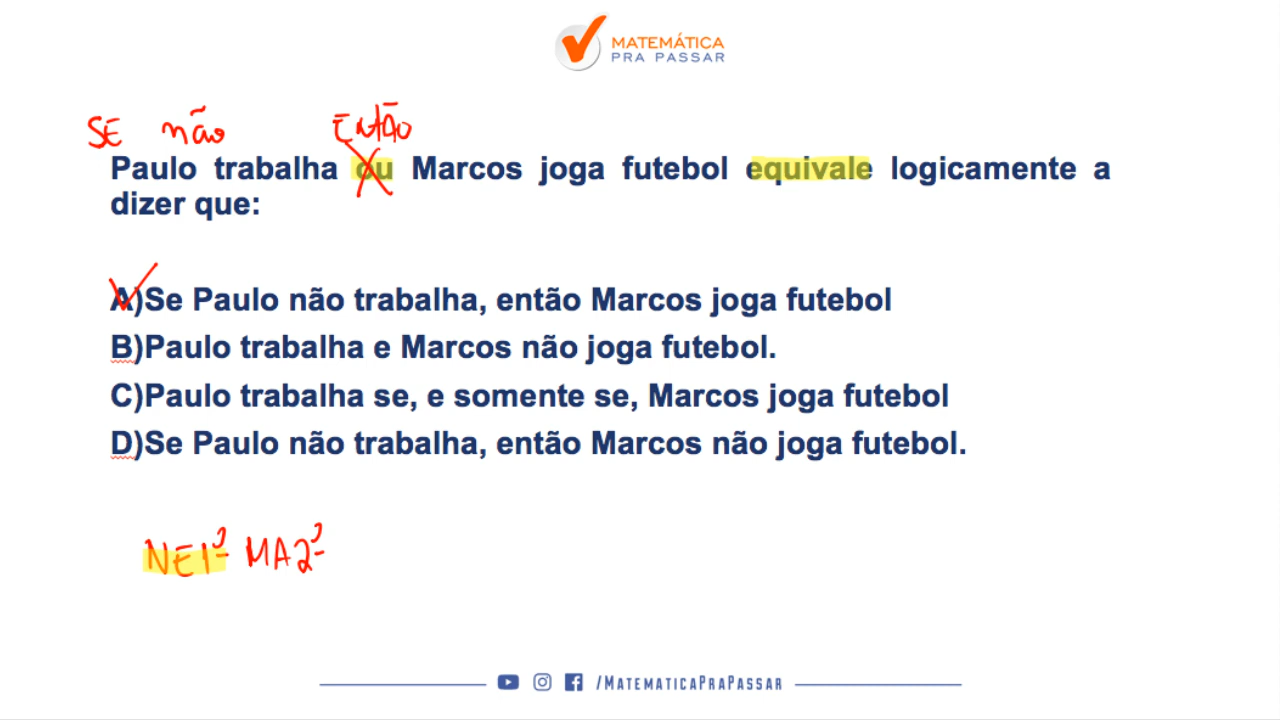 MATEMÁTICA
PRA PASSAR
SE não ENTÃO
Paulo trabalha ou Marcos joga futebol equivale logicamente a
dizer que:
A)Se Paulo não trabalha, então Marcos joga futebol
B)Paulo trabalha e Marcos não joga futebol.
C)Paulo trabalha se, e somente se, Marcos joga futebol
D)Se Paulo não trabalha, então Marcos não joga futebol.
NE1ª MA2ª
/MATEMATICAPRAPASSAR